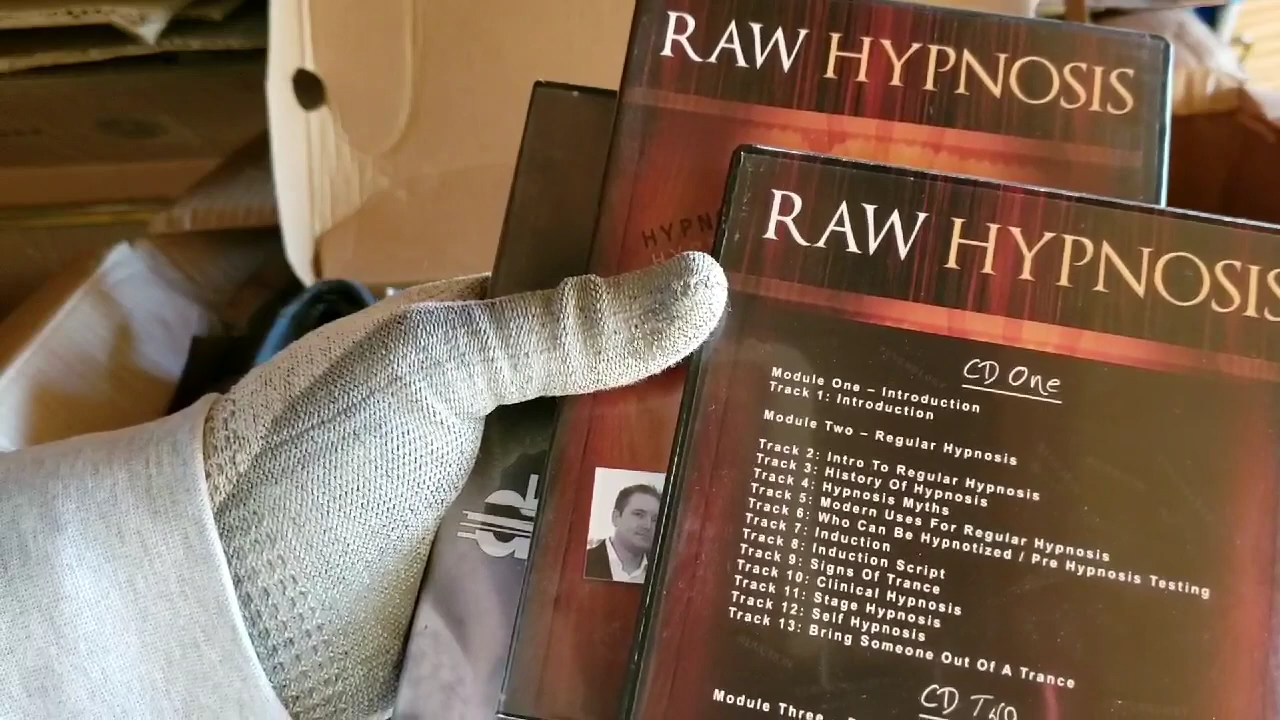 RAW HYPNOSIS
HYPN
RAW HYPNOSIS
CD One
Module One – Introduction
Track 1: Introduction
Module Two – Regular Hypnosis
Track 2: Intro To Regular Hypnosis
Track 3: History Of Hypnosis
Track 4: Hypnosis Myths
Track 5: Modern Uses For Regular Hypnosis
Track 6: Who Can Be Hypnotized / Pre Hypnosis Testing
Track 7: Induction
Track 8: Induction Script
Track 9: Signs Of Trance
Track 10: Clinical Hypnosis
Track 11: Stage Hypnosis
Track 12: Self Hypnosis
Track 13: Bring Someone Out Of A Trance
CD Two
Module Three –